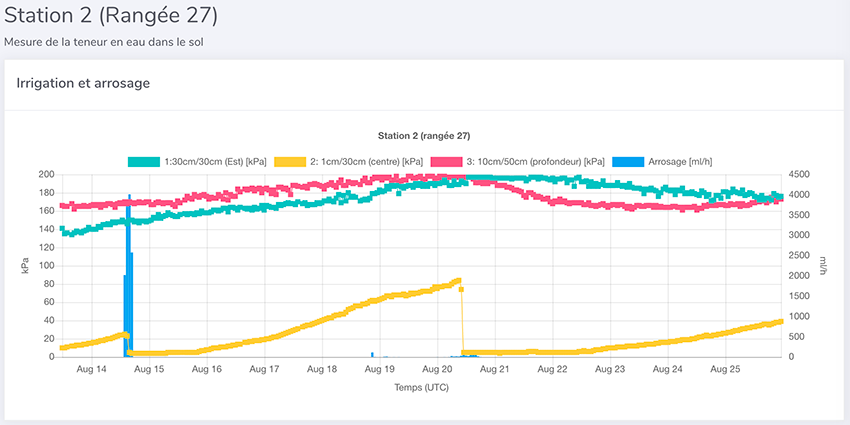 Station 2 (Rangée 27)
Mesure de la teneur en eau dans le sol
Irrigation et arrosage
Station 2 (rangée 27)
1:30cm/30cm (Est) [kPa] 2: 1cm/30cm (centre) [kPa] 3: 10cm/50cm (profondeur) [kPa] Arrosage [ml/h]
200 4500
180 4000
160 3500
140 3000
120 2500
100 2000
80 1500
60 1000
40 500
20 0
0
kPa
ml/h
Aug 14 Aug 15 Aug 16 Aug 17 Aug 18 Aug 19 Aug 20 Aug 21 Aug 22 Aug 23 Aug 24 Aug 25
Temps (UTC)